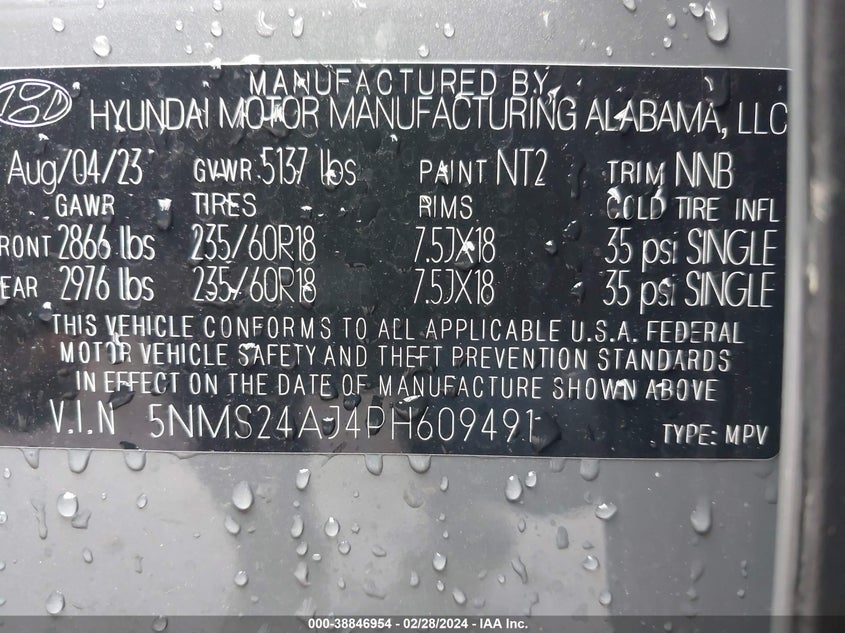 MANUFACTURED BY
HYUNDAI MOTOR MANUFACTURING ALABAMA, LLC
Aug/04/23 GVWR 5137 lbs PAINT NT2 TRIM NNB
GAWR TIRES RIMS COLD TIRE INFL
FRONT 2866 lbs 235/60R18 7.5JX18 35 psi SINGLE
REAR 2976 lbs 235/60R18 7.5JX18 35 psi SINGLE
THIS VEHICLE CONFORMS TO ALL APPLICABLE U.S.A. FEDERAL
MOTOR VEHICLE SAFETY AND THEFT PREVENTION STANDARDS
IN EFFECT ON THE DATE OF MANUFACTURE SHOWN ABOVE
V.I.N 5NMS24AJ4PH609491 TYPE: MPV
000-38846954 - 02/28/2024 - IAA Inc.